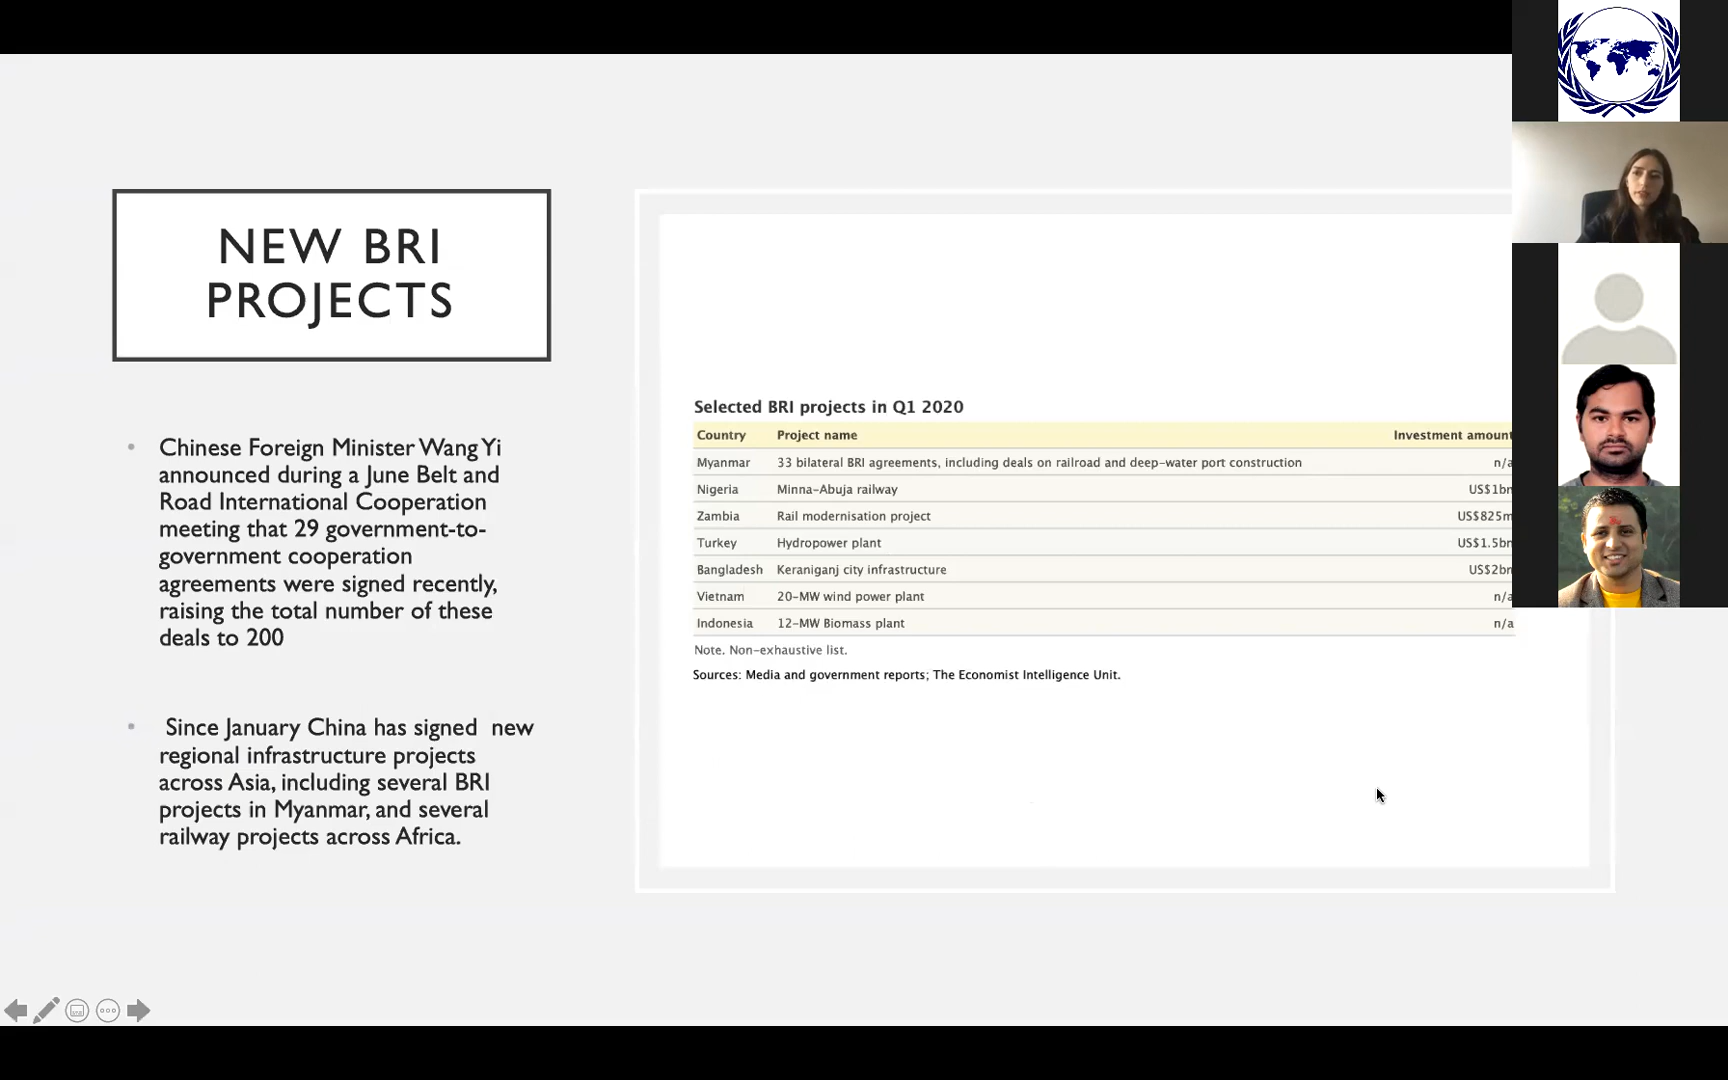 NEW BRI
PROJECTS
• Chinese Foreign Minister Wang Yi
announced during a June Belt and
Road International Cooperation
meeting that 29 government-to-
government cooperation
agreements were signed recently,
raising the total number of these
deals to 200
• Since January China has signed new
regional infrastructure projects
across Asia, including several BRI
projects in Myanmar, and several
railway projects across Africa.
Selected BRI projects in Q1 2020
Country Project name Investment amount
Myanmar 33 bilateral BRI agreements, including deals on railroad and deep-water port construction n/a
Nigeria Minna-Abuja railway US$1bn
Zambia Rail modernisation project US$825m
Turkey Hydropower plant US$1.5bn
Bangladesh Keraniganj city infrastructure US$2bn
Vietnam 20-MW wind power plant n/a
Indonesia 12-MW Biomass plant n/a
Note. Non-exhaustive list.
Sources: Media and government reports; The Economist Intelligence Unit.